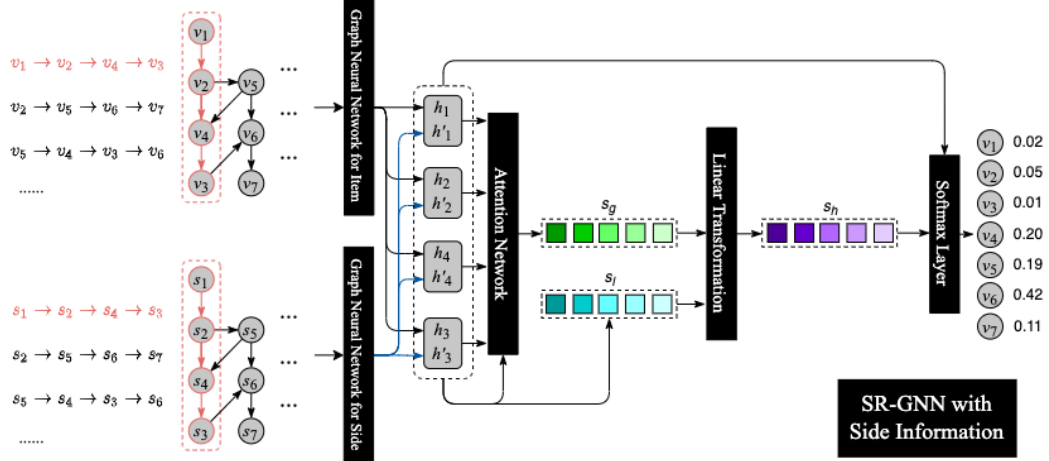 v₁ → v₂ → v₄ → v₃
v₂ → v₅ → v₆ → v₇
v₅ → v₄ → v₃ → v₆
......
v₁
v₂
v₅
v₄
v₆
v₃
v₇
...
...
...
Graph Neural Network for Item
s₁ → s₂ → s₄ → s₃
s₂ → s₅ → s₆ → s₇
s₅ → s₄ → s₃ → s₆
......
s₁
s₂
s₅
s₄
s₆
s₃
s₇
...
...
...
Graph Neural Network for Side
h₁
h'₁
h₂
h'₂
h₄
h'₄
h₃
h'₃
Attention Network
s_g
s_i
Linear Transformation
s_h
Softmax Layer
v₁ 0.02
v₂ 0.05
v₃ 0.01
v₄ 0.20
v₅ 0.19
v₆ 0.42
v₇ 0.11
SR-GNN with
Side Information